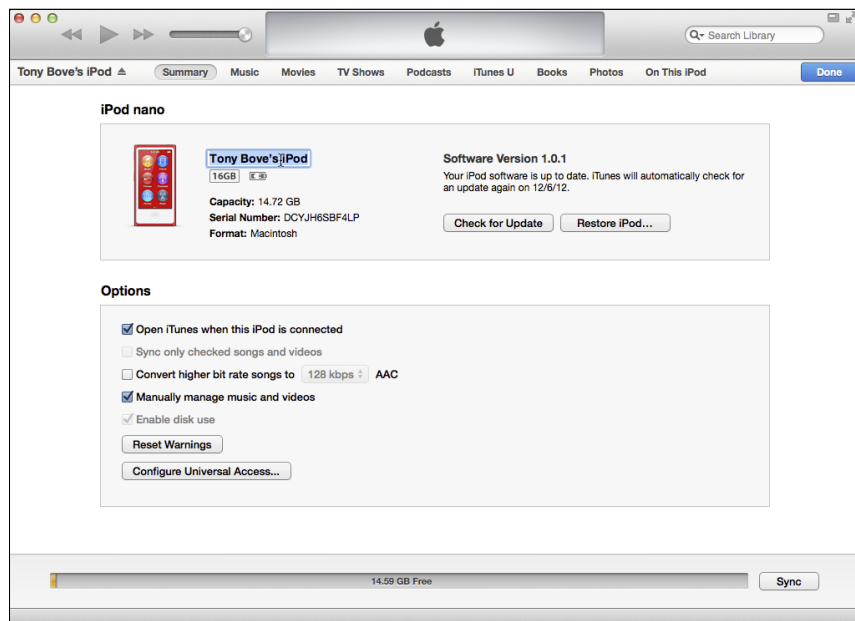 Search Library
Tony Bove's iPod Summary Music Movies TV Shows Podcasts iTunes U Books Photos On This iPod Done
iPod nano
Tony Bove's iPod
16GB
Capacity: 14.72 GB
Serial Number: DCYJH6SBF4LP
Format: Macintosh
Software Version 1.0.1
Your iPod software is up to date. iTunes will automatically check for
an update again on 12/6/12.
Check for Update Restore iPod...
Options
Open iTunes when this iPod is connected
Sync only checked songs and videos
Convert higher bit rate songs to 128 kbps AAC
Manually manage music and videos
Enable disk use
Reset Warnings
Configure Universal Access...
14.59 GB Free Sync